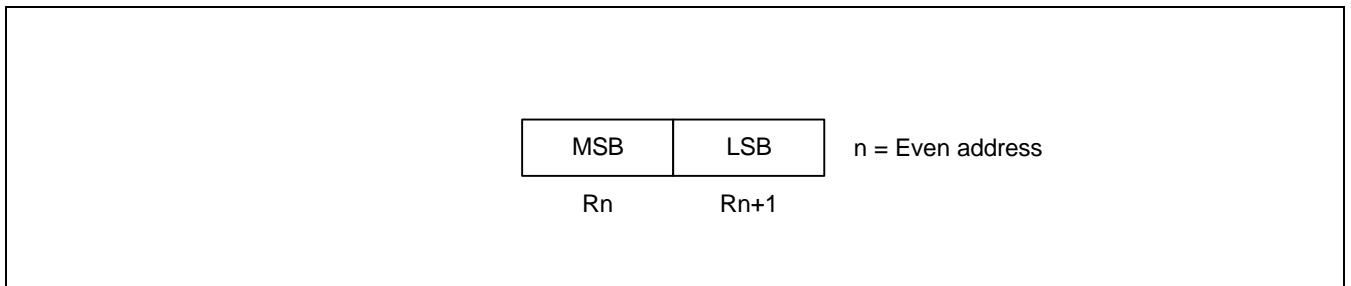 MSB LSB n = Even address
Rn Rn+1